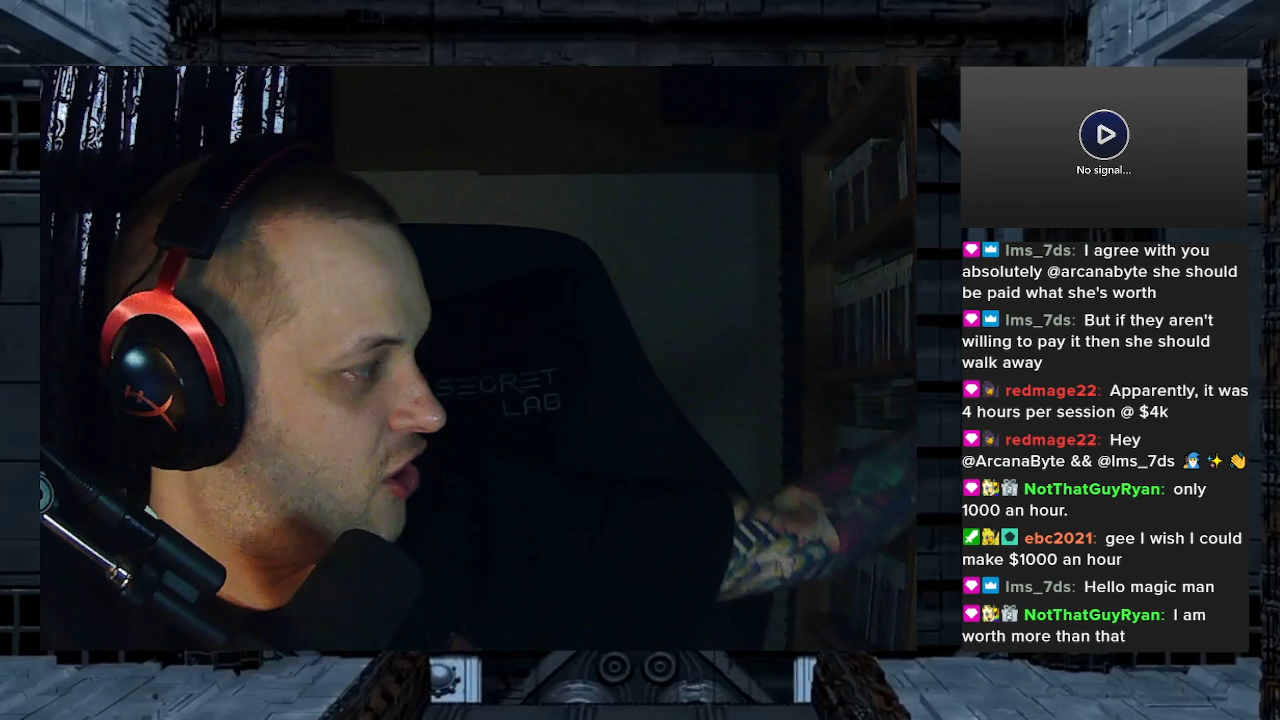 SECRET
LAB
No signal...
lms_7ds: I agree with you
absolutely @arcanabyte she should
be paid what she's worth
lms_7ds: But if they aren't
willing to pay it then she should
walk away
redmage22: Apparently, it was
4 hours per session @ $4k
redmage22: Hey
@ArcanaByte && @lms_7ds 🧙‍♂️ ✨ 👋
NotThatGuyRyan: only
1000 an hour.
ebc2021: gee I wish I could
make $1000 an hour
lms_7ds: Hello magic man
NotThatGuyRyan: I am
worth more than that